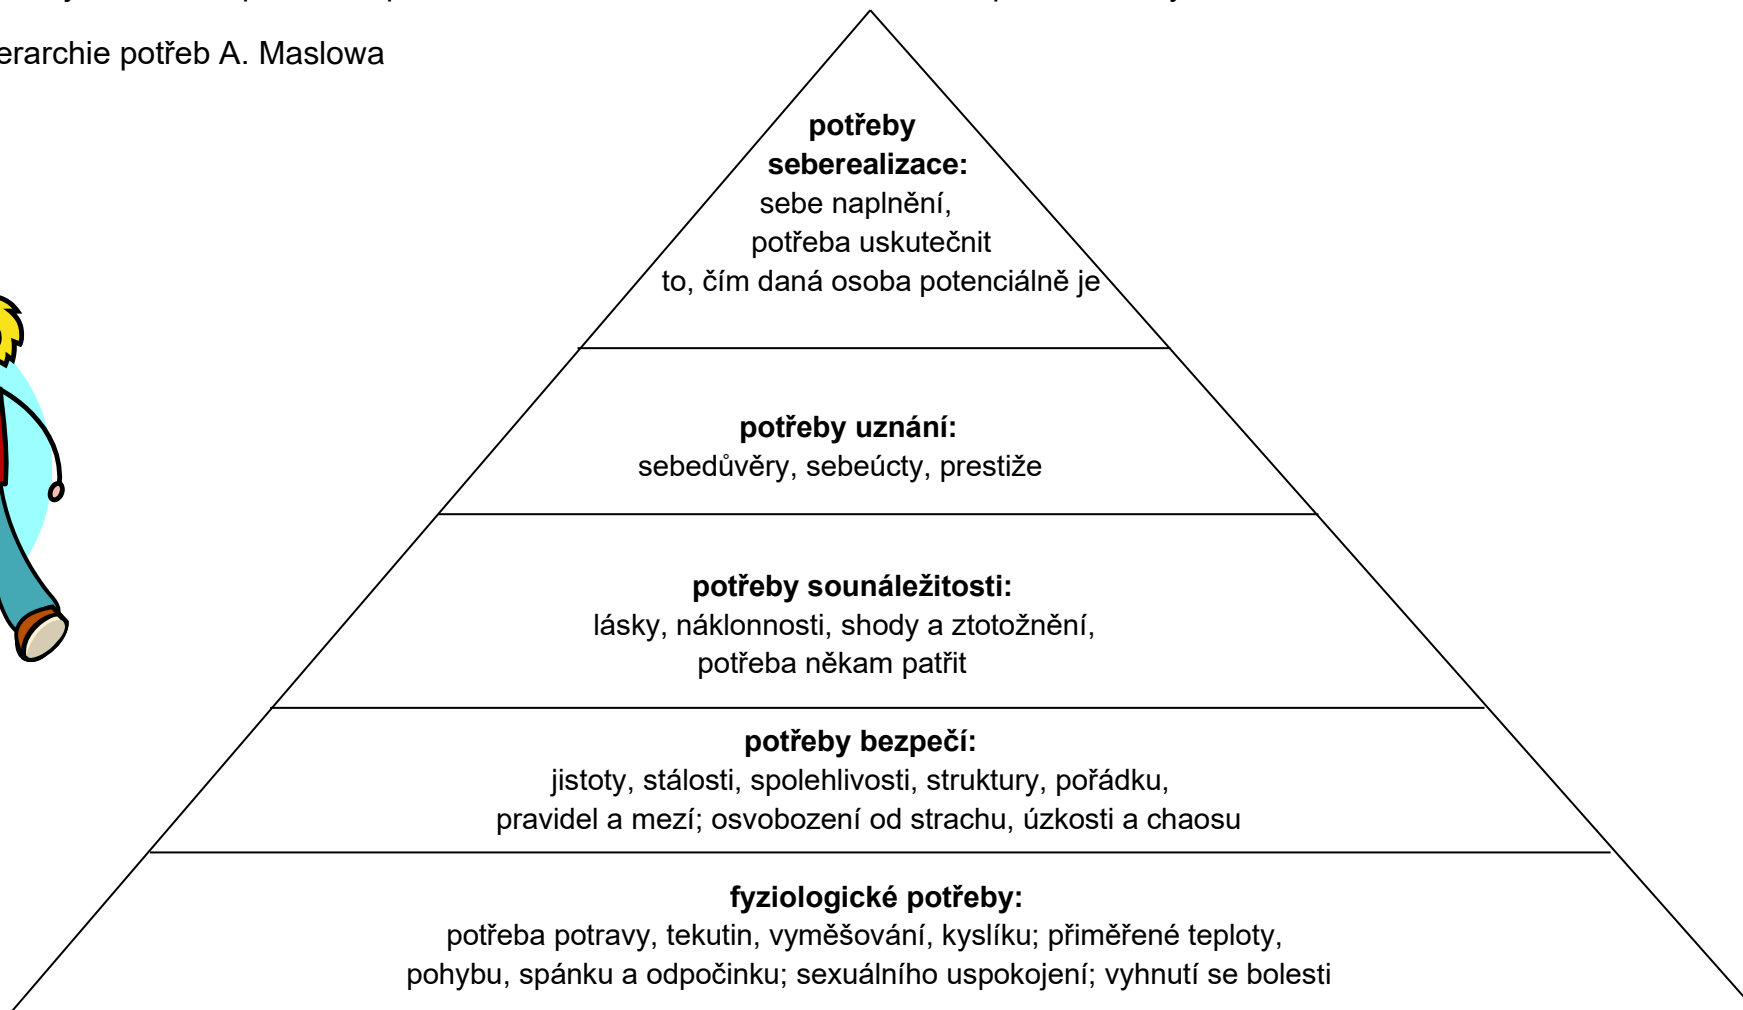 erarchie potřeb A. Maslowa
potřeby
seberealizace:
sebe naplnění,
potřeba uskutečnit
to, čím daná osoba potenciálně je
potřeby uznání:
sebedůvěry, sebeúcty, prestiže
potřeby sounáležitosti:
lásky, náklonnosti, shody a ztotožnění,
potřeba někam patřit
potřeby bezpečí:
jistoty, stálosti, spolehlivosti, struktury, pořádku,
pravidel a mezí; osvobození od strachu, úzkosti a chaosu
fyziologické potřeby:
potřeba potravy, tekutin, vyměšování, kyslíku; přiměřené teploty,
pohybu, spánku a odpočinku; sexuálního uspokojení; vyhnutí se bolesti